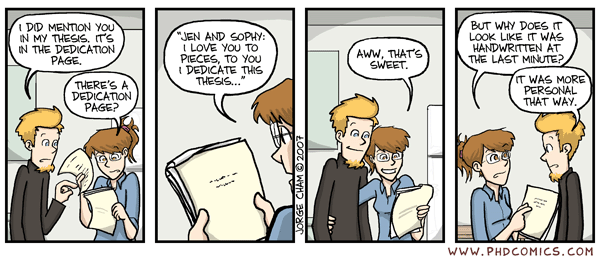 I DID MENTION YOU
IN MY THESIS. IT'S
IN THE DEDICATION
PAGE.
THERE'S A
DEDICATION
PAGE?
"JEN AND SOPHY:
I LOVE YOU TO
PIECES, TO YOU
I DEDICATE THIS
THESIS..."
JORGE CHAM © 2007
AWW, THAT'S
SWEET.
BUT WHY DOES IT
LOOK LIKE IT WAS
HANDWRITTEN AT
THE LAST MINUTE?
IT WAS MORE
PERSONAL
THAT WAY.
WWW.PHDCOMICS.COM